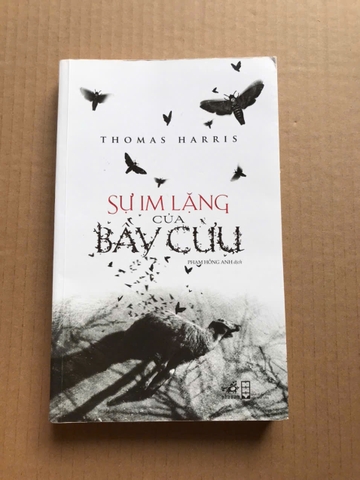 THOMAS HARRIS
SỰ IM LẶNG
CỦA
BẦY CỪU
PHẠM HỒNG ANH dịch